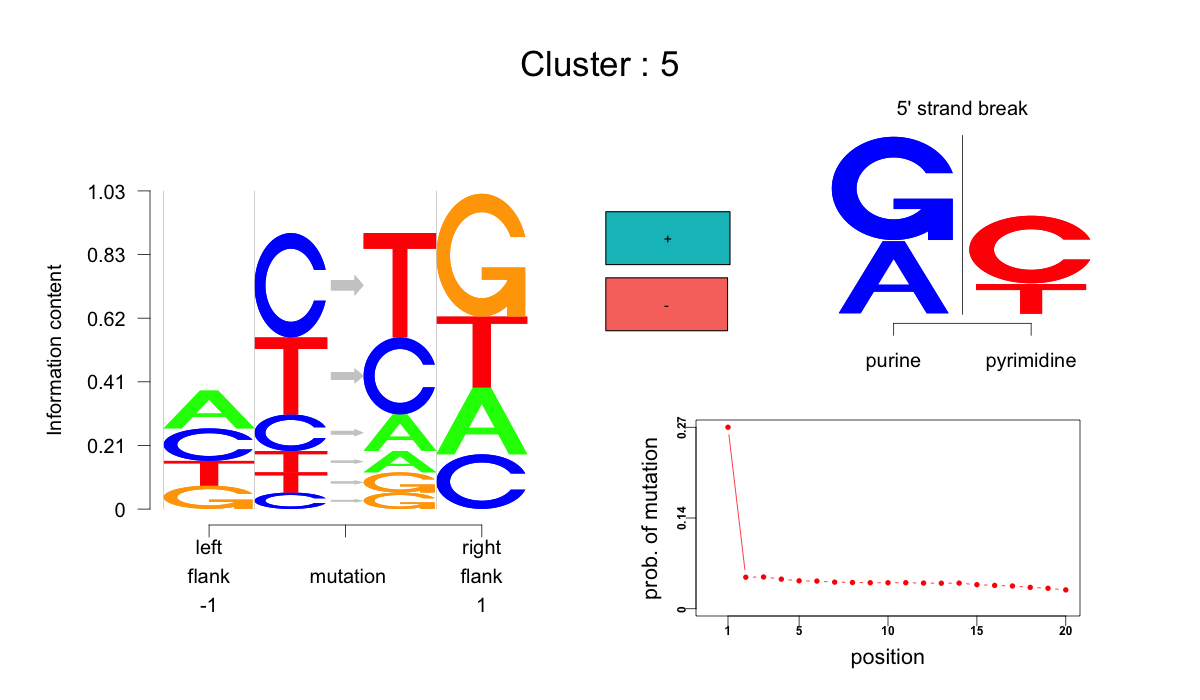 Cluster : 5
5' strand break
G
C
A
T
purine
pyrimidine
+
-
Information content
1.03
0.83
0.62
0.41
0.21
0
A
C
T
G
C
T
C
T
T
C
T
C
A
A
G
G
G
T
A
C
left
flank
-1
mutation
right
flank
1
prob. of mutation
0.27
0.14
0
1
5
10
15
20
position